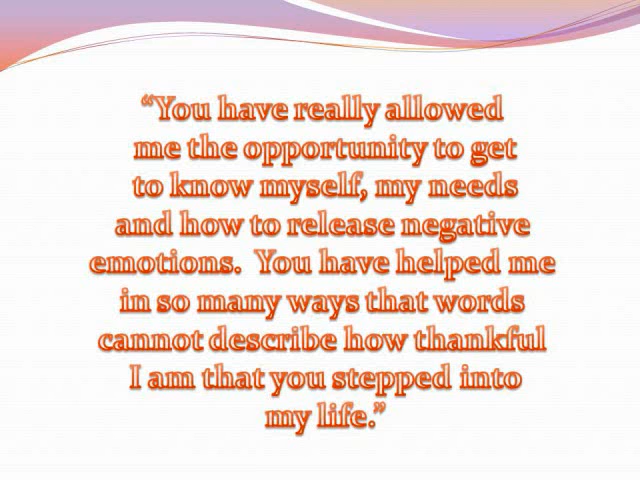 “You have really allowed
me the opportunity to get
to know myself, my needs
and how to release negative
emotions.  You have helped me
in so many ways that words
cannot describe how thankful
I am that you stepped into
my life.”